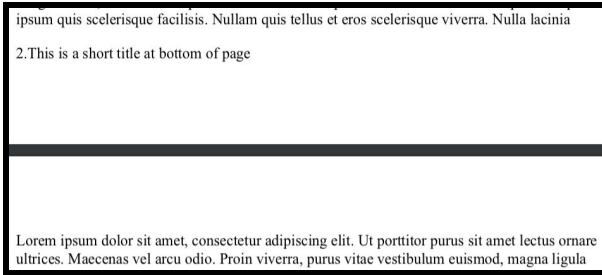 ipsum quis scelerisque facilisis. Nullam quis tellus et eros scelerisque viverra. Nulla lacinia
2.This is a short title at bottom of page
Lorem ipsum dolor sit amet, consectetur adipiscing elit. Ut porttitor purus sit amet lectus ornare
ultrices. Maecenas vel arcu odio. Proin viverra, purus vitae vestibulum euismod, magna ligula